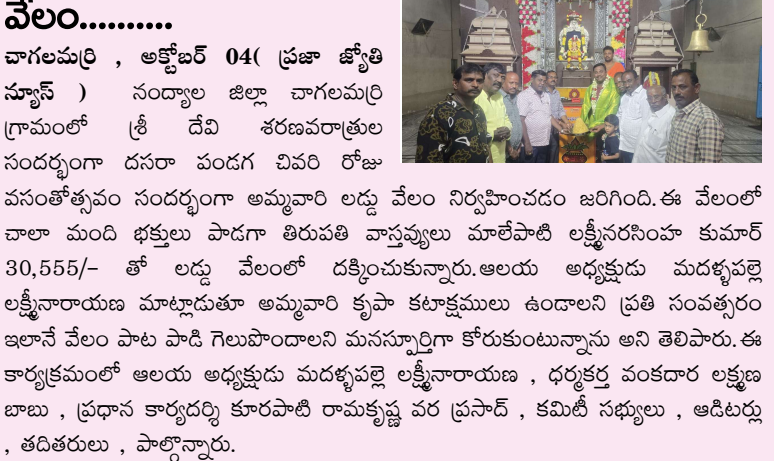 వేలం..........
చాగలమర్రి , అక్టోబర్ 04( ప్రజా జ్యోతి
న్యూస్ ) నంద్యాల జిల్లా చాగలమర్రి
గ్రామంలో శ్రీ దేవి శరణవరాత్రుల
సందర్భంగా దసరా పండగ చివరి రోజు
వసంతోత్సవం సందర్భంగా అమ్మవారి లడ్డు వేలం నిర్వహించడం జరిగింది.ఈ వేలంలో
చాలా మంది భక్తులు పాడగా తిరుపతి వాస్తవ్యులు మాలేపాటి లక్ష్మీనరసింహ కుమార్
30,555/– తో లడ్డు వేలంలో దక్కించుకున్నారు.ఆలయ అధ్యక్షుడు మదళ్ళపల్లె
లక్ష్మీనారాయణ మాట్లాడుతూ అమ్మవారి కృపా కటాక్షములు ఉండాలని ప్రతి సంవత్సరం
ఇలానే వేలం పాట పాడి గెలుపొందాలని మనస్పూర్తిగా కోరుకుంటున్నాను అని తెలిపారు.ఈ
కార్యక్రమంలో ఆలయ అధ్యక్షుడు మదళ్ళపల్లె లక్ష్మీనారాయణ , ధర్మకర్త వంకదార లక్ష్మణ
బాబు , ప్రధాన కార్యదర్శి కూరపాటి రామకృష్ణ వర ప్రసాద్ , కమిటీ సభ్యులు , ఆడిటర్లు
, తదితరులు , పాల్గొన్నారు.